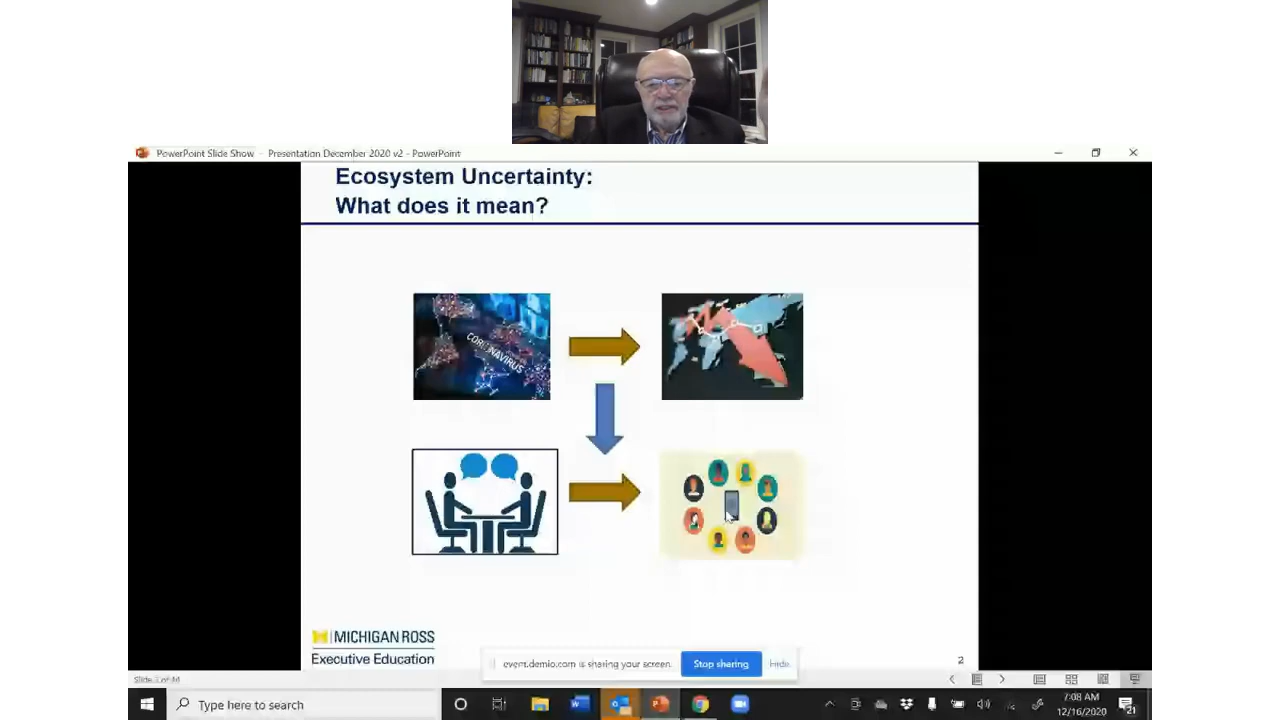 PowerPoint Slide Show - Presentation December 2020 v2 - PowerPoint
Ecosystem Uncertainty:
What does it mean?
CORONAVIRUS
MICHIGAN ROSS
Executive Education
event.demio.com is sharing your screen.
Stop sharing
Hide
2
Type here to search
7:08 AM
12/16/2020
21